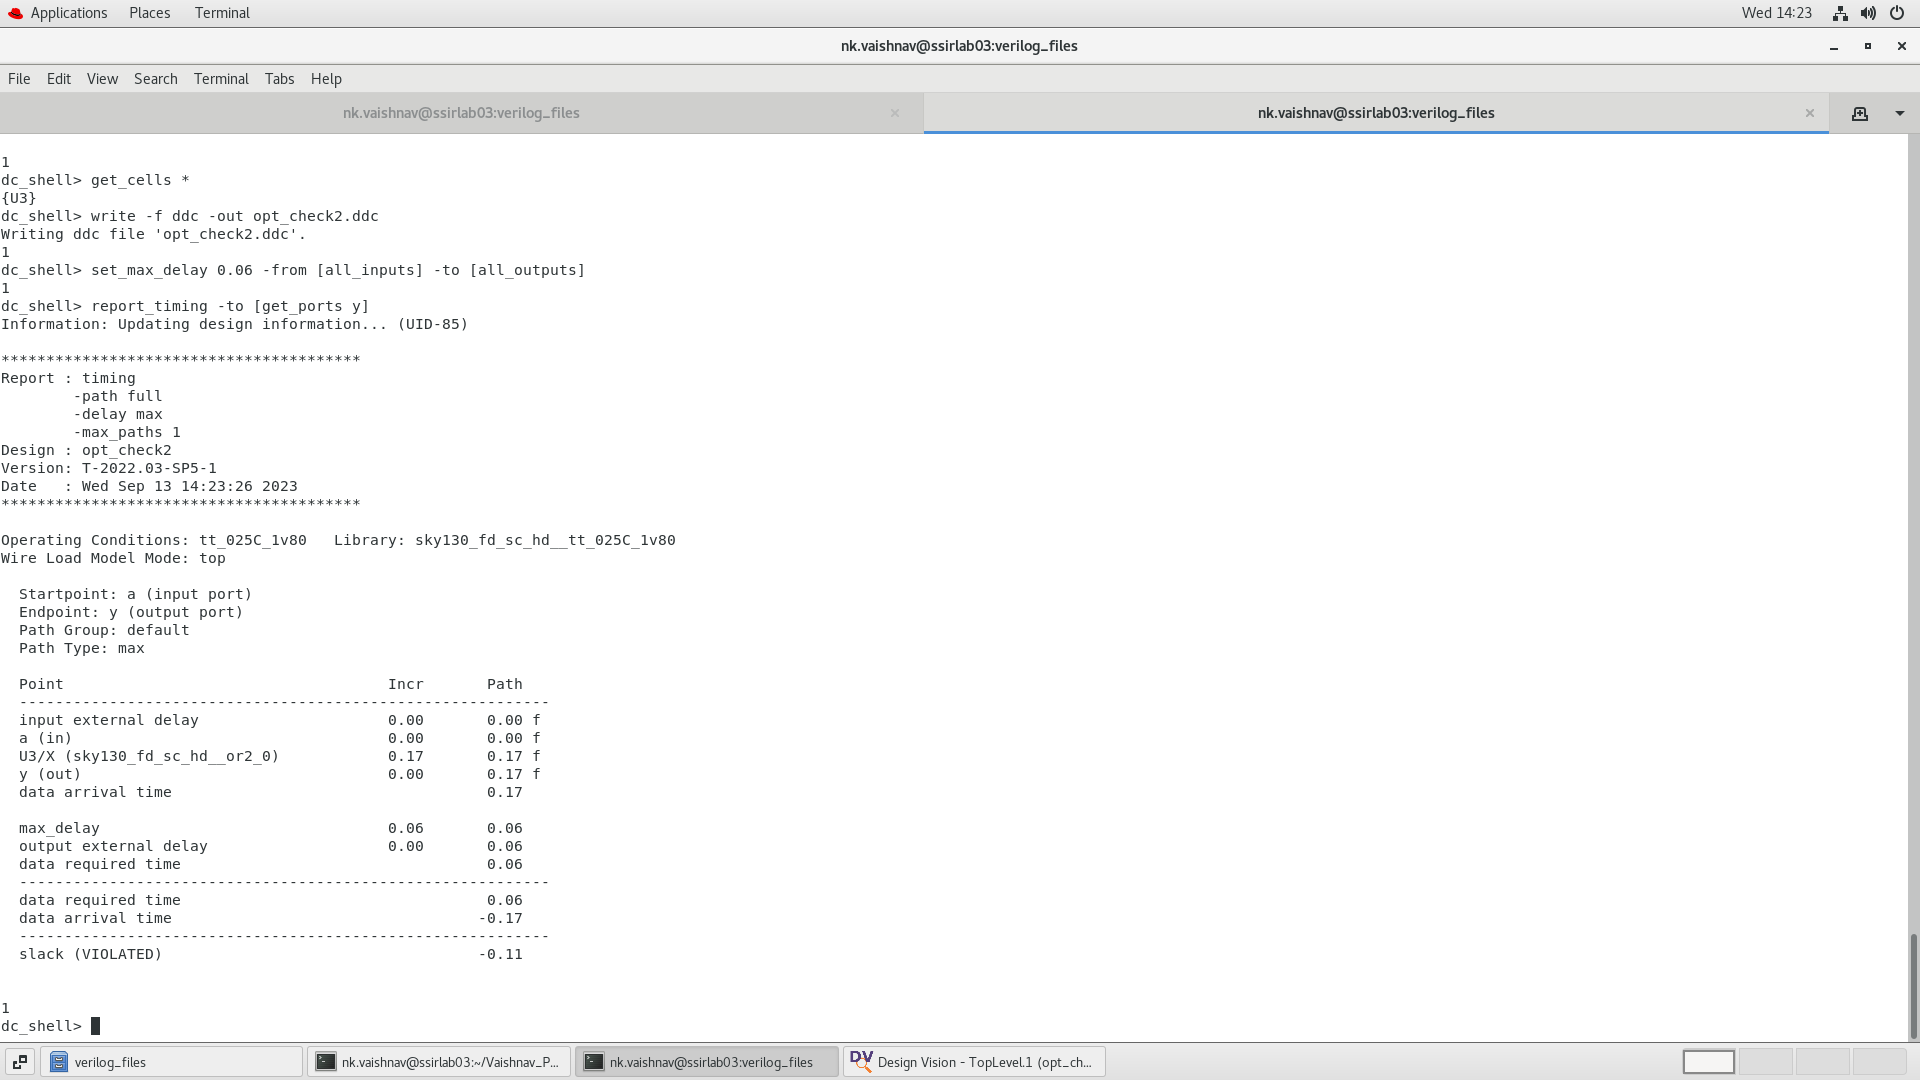 Applications Places Terminal Wed 14:23
nk.vaishnav@ssirlab03:verilog_files
File Edit View Search Terminal Tabs Help
nk.vaishnav@ssirlab03:verilog_files × nk.vaishnav@ssirlab03:verilog_files ×
1
dc_shell> get_cells *
{U3}
dc_shell> write -f ddc -out opt_check2.ddc
Writing ddc file 'opt_check2.ddc'.
1
dc_shell> set_max_delay 0.06 -from [all_inputs] -to [all_outputs]
1
dc_shell> report_timing -to [get_ports y]
Information: Updating design information... (UID-85)
****************************************
Report : timing
        -path full
        -delay max
        -max_paths 1
Design : opt_check2
Version: T-2022.03-SP5-1
Date   : Wed Sep 13 14:23:26 2023
****************************************
Operating Conditions: tt_025C_1v80   Library: sky130_fd_sc_hd__tt_025C_1v80
Wire Load Model Mode: top
  Startpoint: a (input port)
  Endpoint: y (output port)
  Path Group: default
  Path Type: max
  Point                                    Incr       Path
  -----------------------------------------------------------
  input external delay                     0.00       0.00 f
  a (in)                                   0.00       0.00 f
  U3/X (sky130_fd_sc_hd__or2_0)            0.17       0.17 f
  y (out)                                  0.00       0.17 f
  data arrival time                                   0.17
  max_delay                                0.06       0.06
  output external delay                    0.00       0.06
  data required time                                  0.06
  -----------------------------------------------------------
  data required time                                  0.06
  data arrival time                                  -0.17
  -----------------------------------------------------------
  slack (VIOLATED)                                   -0.11
1
dc_shell>
verilog_files nk.vaishnav@ssirlab03:~/Vaishnav_P... nk.vaishnav@ssirlab03:verilog_files DV Design Vision - TopLevel.1 (opt_ch...